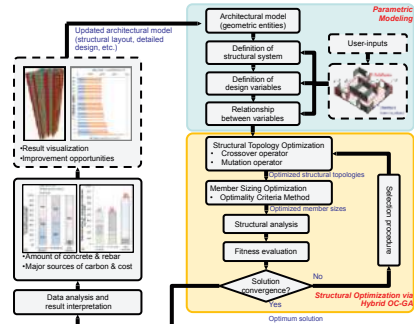 Updated architectural model
(structural layout, detailed
design, etc.)
Architectural model
(geometric entities)
Parametric
Modeling
Definition of
structural system
User-inputs
Definition of
design variables
Relationship
between variables
•Result visualization
•Improvement opportunities
Structural Topology Optimization
• Crossover operator
• Mutation operator
Optimized structural topologies
Member Sizing Optimization
• Optimality Criteria Method
Optimized member sizes
Structural analysis
Selection procedure
Fitness evaluation
•Amount of concrete & rebar
•Major sources of carbon & cost
Solution
convergence?
No
Yes
Structural Optimization via
Hybrid OC-GA
Data analysis and
result interpretation
Optimum solution